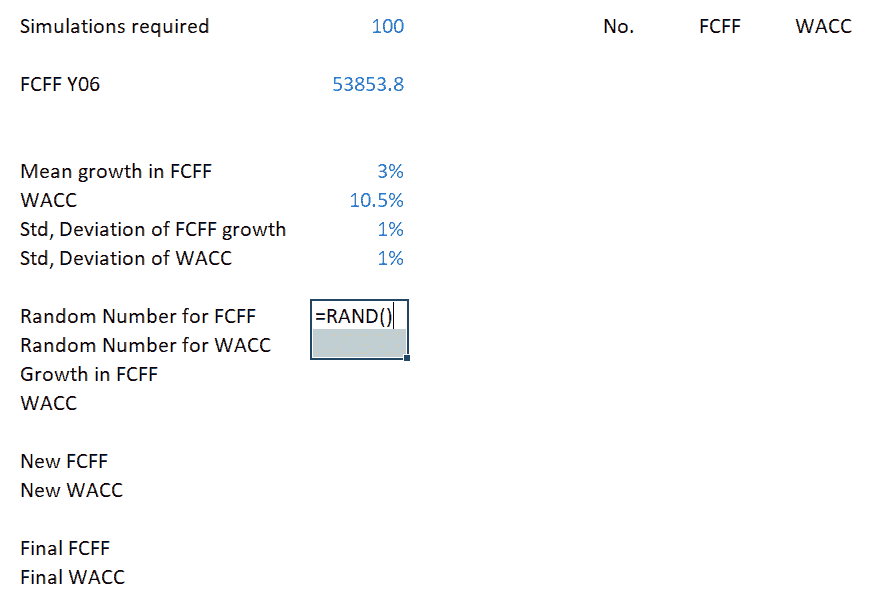 Simulations required 100 No. FCFF WACC
FCFF Y06 53853.8
Mean growth in FCFF 3%
WACC 10.5%
Std, Deviation of FCFF growth 1%
Std, Deviation of WACC 1%
Random Number for FCFF =RAND()
Random Number for WACC
Growth in FCFF
WACC
New FCFF
New WACC
Final FCFF
Final WACC